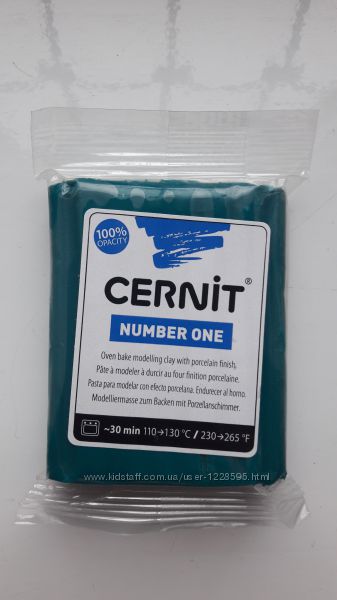 100%
OPACITY
CERNiT®
NUMBER ONE
Oven bake modelling clay with porcelain finish.
Pâte à modeler à durcir au four finition porcelaine.
Pasta para modelar con efecto porcelana. Endurecer al horno.
Modelliermasse zum Backen mit Porzellanschimmer.
~30 min 110→130 °C / 230→265 °F
www.kidstaff.com.ua/user-1228595.html